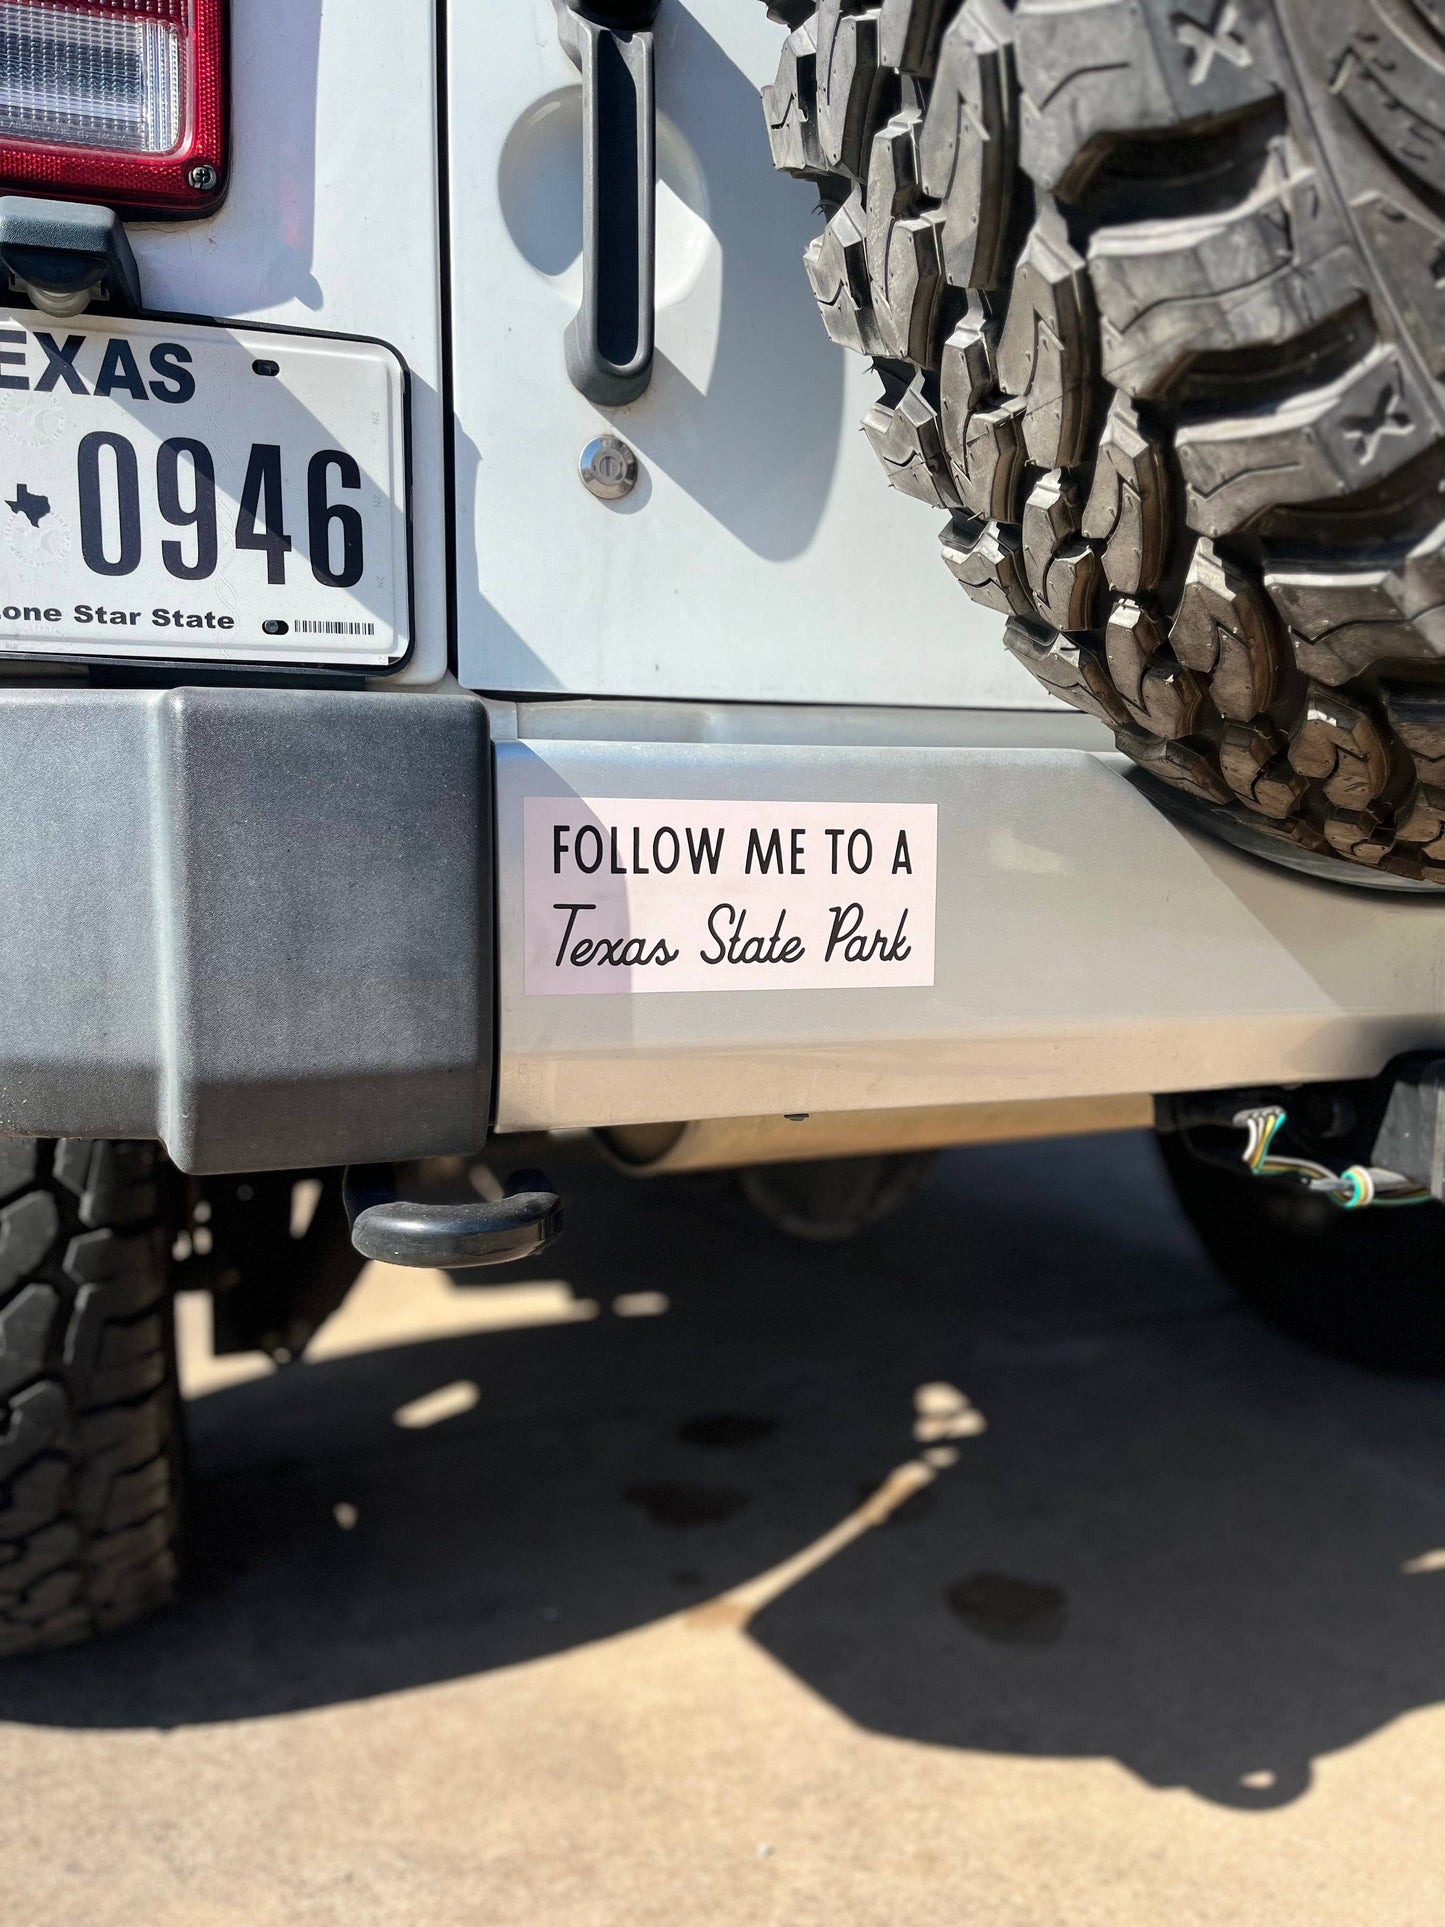 EXAS
0946
one Star State
FOLLOW ME TO A
Texas State Park